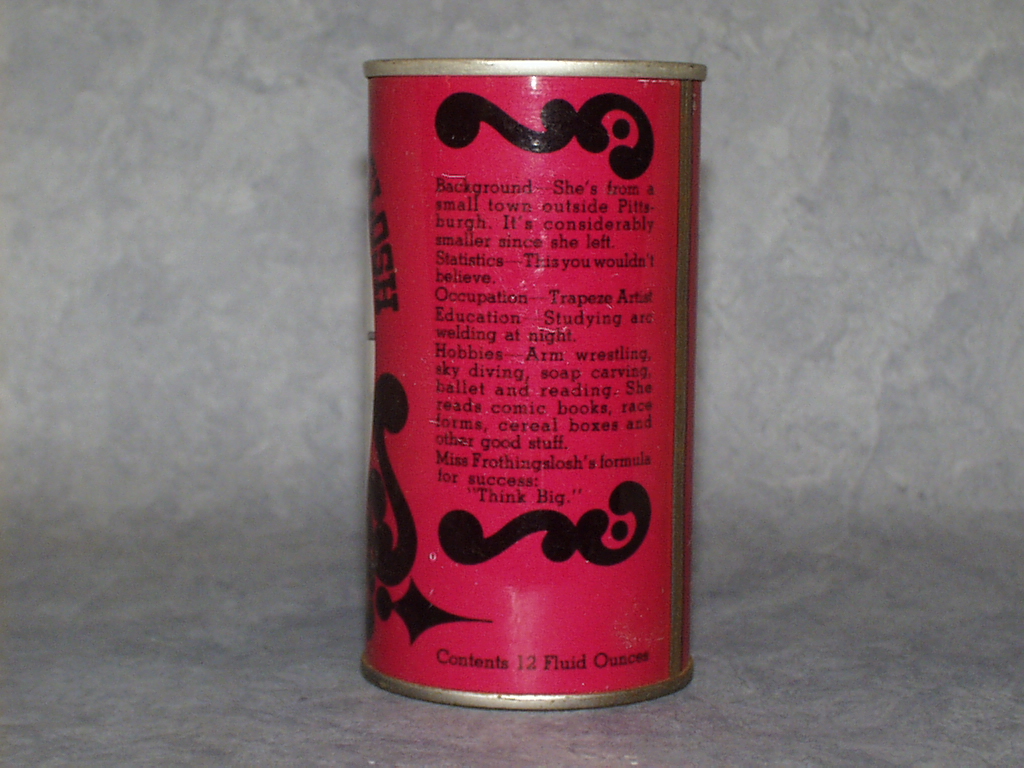 OSH
Background—She's from a
small town outside Pitts-
burgh. It's considerably
smaller since she left.
Statistics—This you wouldn't
believe.
Occupation—Trapeze Artist
Education—Studying arc
welding at night.
Hobbies—Arm wrestling,
sky diving, soap carving,
ballet and reading. She
reads comic books, race
forms, cereal boxes and
other good stuff.
Miss Frothingslosh's formula
for success:
"Think Big."
Contents 12 Fluid Ounces